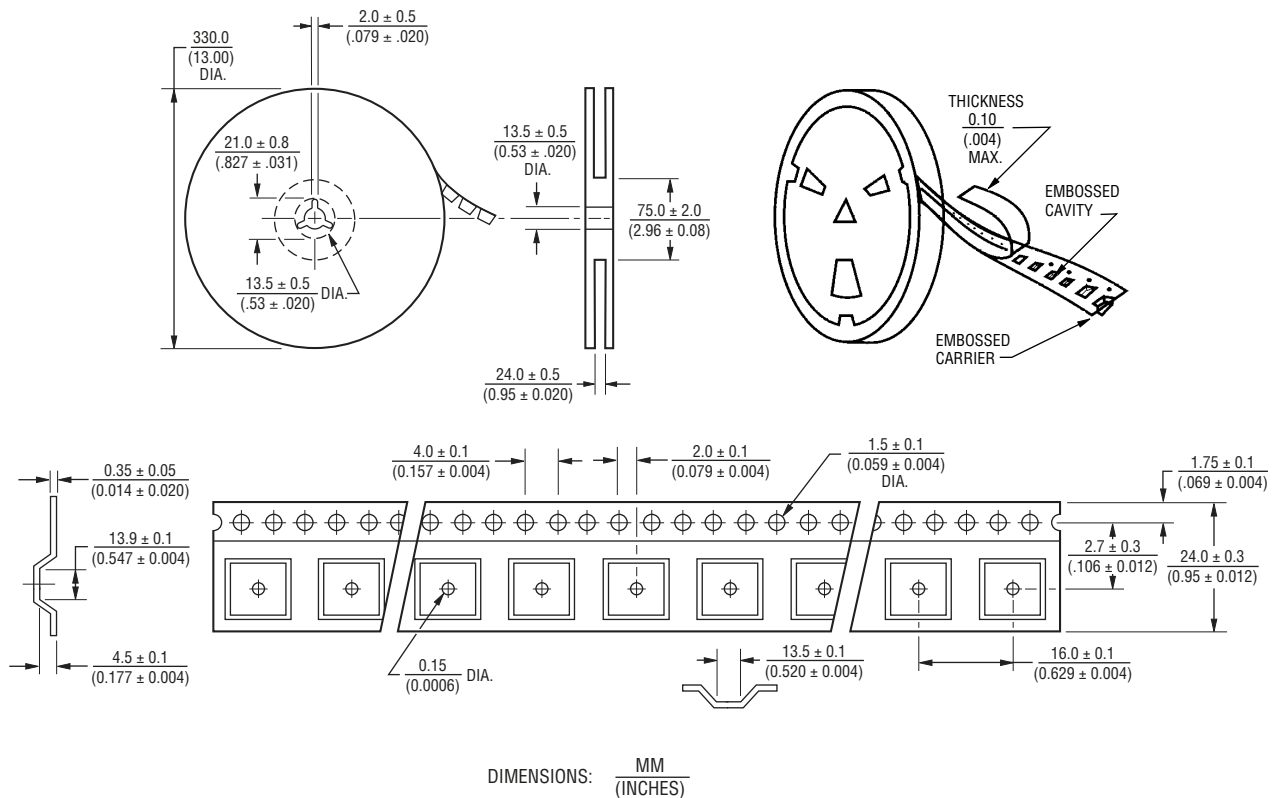 2.0 ± 0.5
(.079 ± .020)
330.0
(13.00)
DIA.
21.0 ± 0.8
(.827 ± .031)
13.5 ± 0.5
(.53 ± .020)
DIA.
13.5 ± 0.5
(0.53 ± .020)
DIA.
75.0 ± 2.0
(2.96 ± 0.08)
24.0 ± 0.5
(0.95 ± 0.020)
THICKNESS
0.10
(.004)
MAX.
EMBOSSED
CAVITY
EMBOSSED
CARRIER
0.35 ± 0.05
(0.014 ± 0.020)
13.9 ± 0.1
(0.547 ± 0.004)
4.5 ± 0.1
(0.177 ± 0.004)
4.0 ± 0.1
(0.157 ± 0.004)
2.0 ± 0.1
(0.079 ± 0.004)
1.5 ± 0.1
(0.059 ± 0.004)
DIA.
1.75 ± 0.1
(.069 ± 0.004)
2.7 ± 0.3
(.106 ± 0.012)
24.0 ± 0.3
(0.95 ± 0.012)
0.15
(0.0006)
DIA.
13.5 ± 0.1
(0.520 ± 0.004)
16.0 ± 0.1
(0.629 ± 0.004)
DIMENSIONS:
MM
(INCHES)